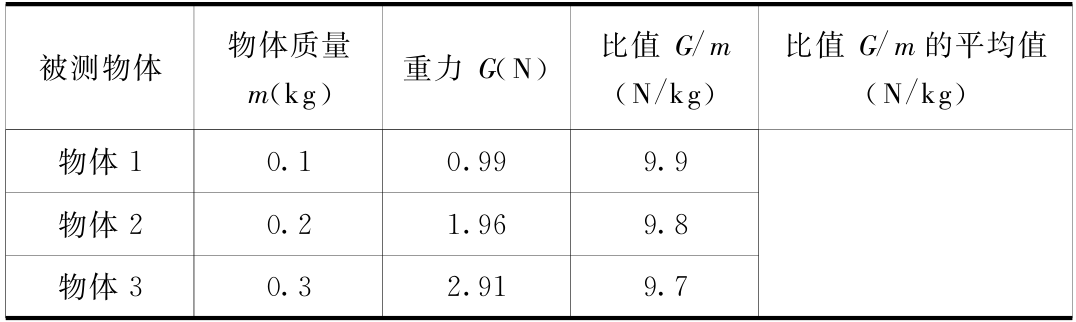 被测物体 物体质量 m(kg) 重力 G(N) 比值 G/m (N/kg) 比值 G/m 的平均值 (N/kg)
物体 1 0.1 0.99 9.9
物体 2 0.2 1.96 9.8
物体 3 0.3 2.91 9.7